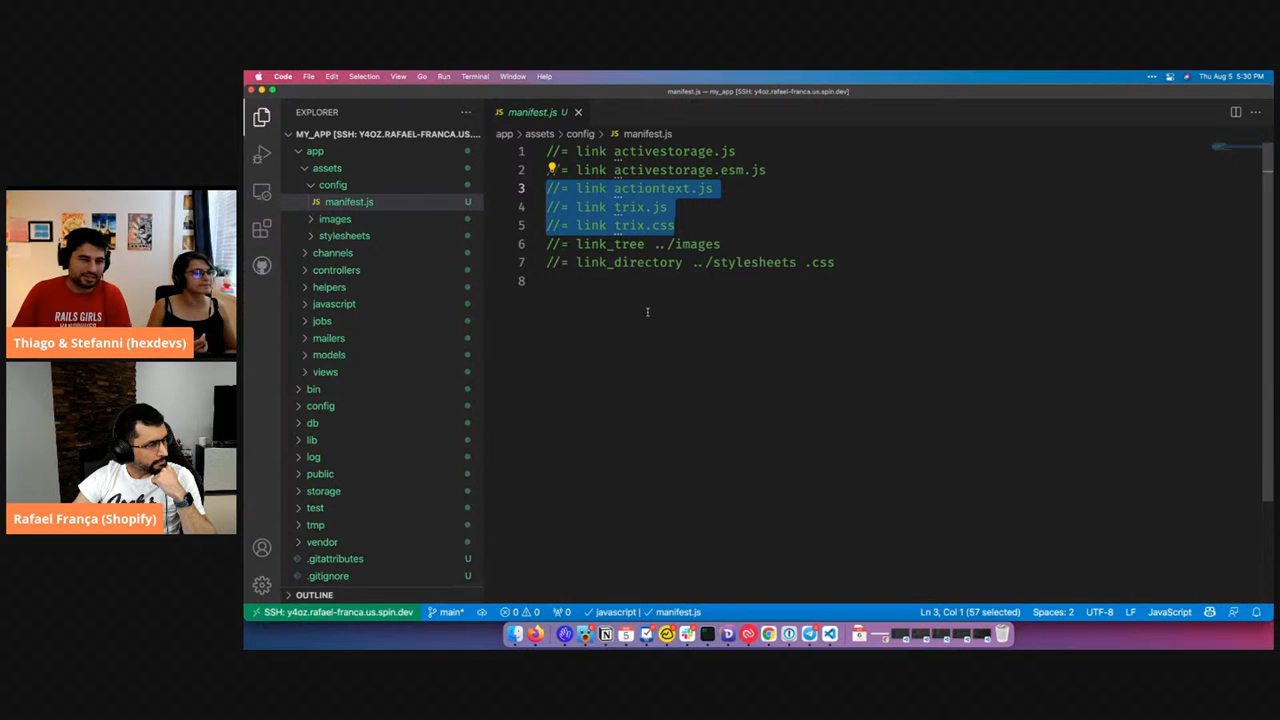 Code File Edit Selection View Go Run Terminal Window Help
Thu Aug 5 5:30 PM
manifest.js — my_app [SSH: y4oz.rafael-franca.us.spin.dev]
EXPLORER
JS manifest.js U
MY_APP [SSH: Y4OZ.RAFAEL-FRANCA.US....
app > assets > config > JS manifest.js
app
assets
config
JS manifest.js U
images
stylesheets
channels
controllers
helpers
javascript
jobs
mailers
models
views
bin
config
db
lib
log
public
storage
test
tmp
vendor
.gitattributes U
.gitignore U
OUTLINE
1 //= link activestorage.js
2 //= link activestorage.esm.js
3 //= link actiontext.js
4 //= link trix.js
5 //= link trix.css
6 //= link_tree ../images
7 //= link_directory ../stylesheets .css
8
RAILS GIRLS
Thiago & Stefanni (hexdevs)
Rafael França (Shopify)
SSH: y4oz.rafael-franca.us.spin.dev main* 0 0 0 javascript | manifest.js
Ln 3, Col 1 (57 selected) Spaces: 2 UTF-8 LF JavaScript